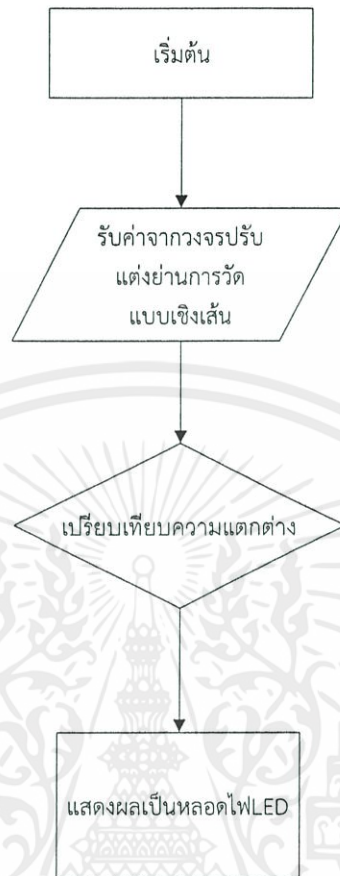 เริ่มต้น
รับค่าจากวงจรปรับ
แต่งย่านการวัด
แบบเชิงเส้น
เปรียบเทียบความแตกต่าง
แสดงผลเป็นหลอดไฟLED